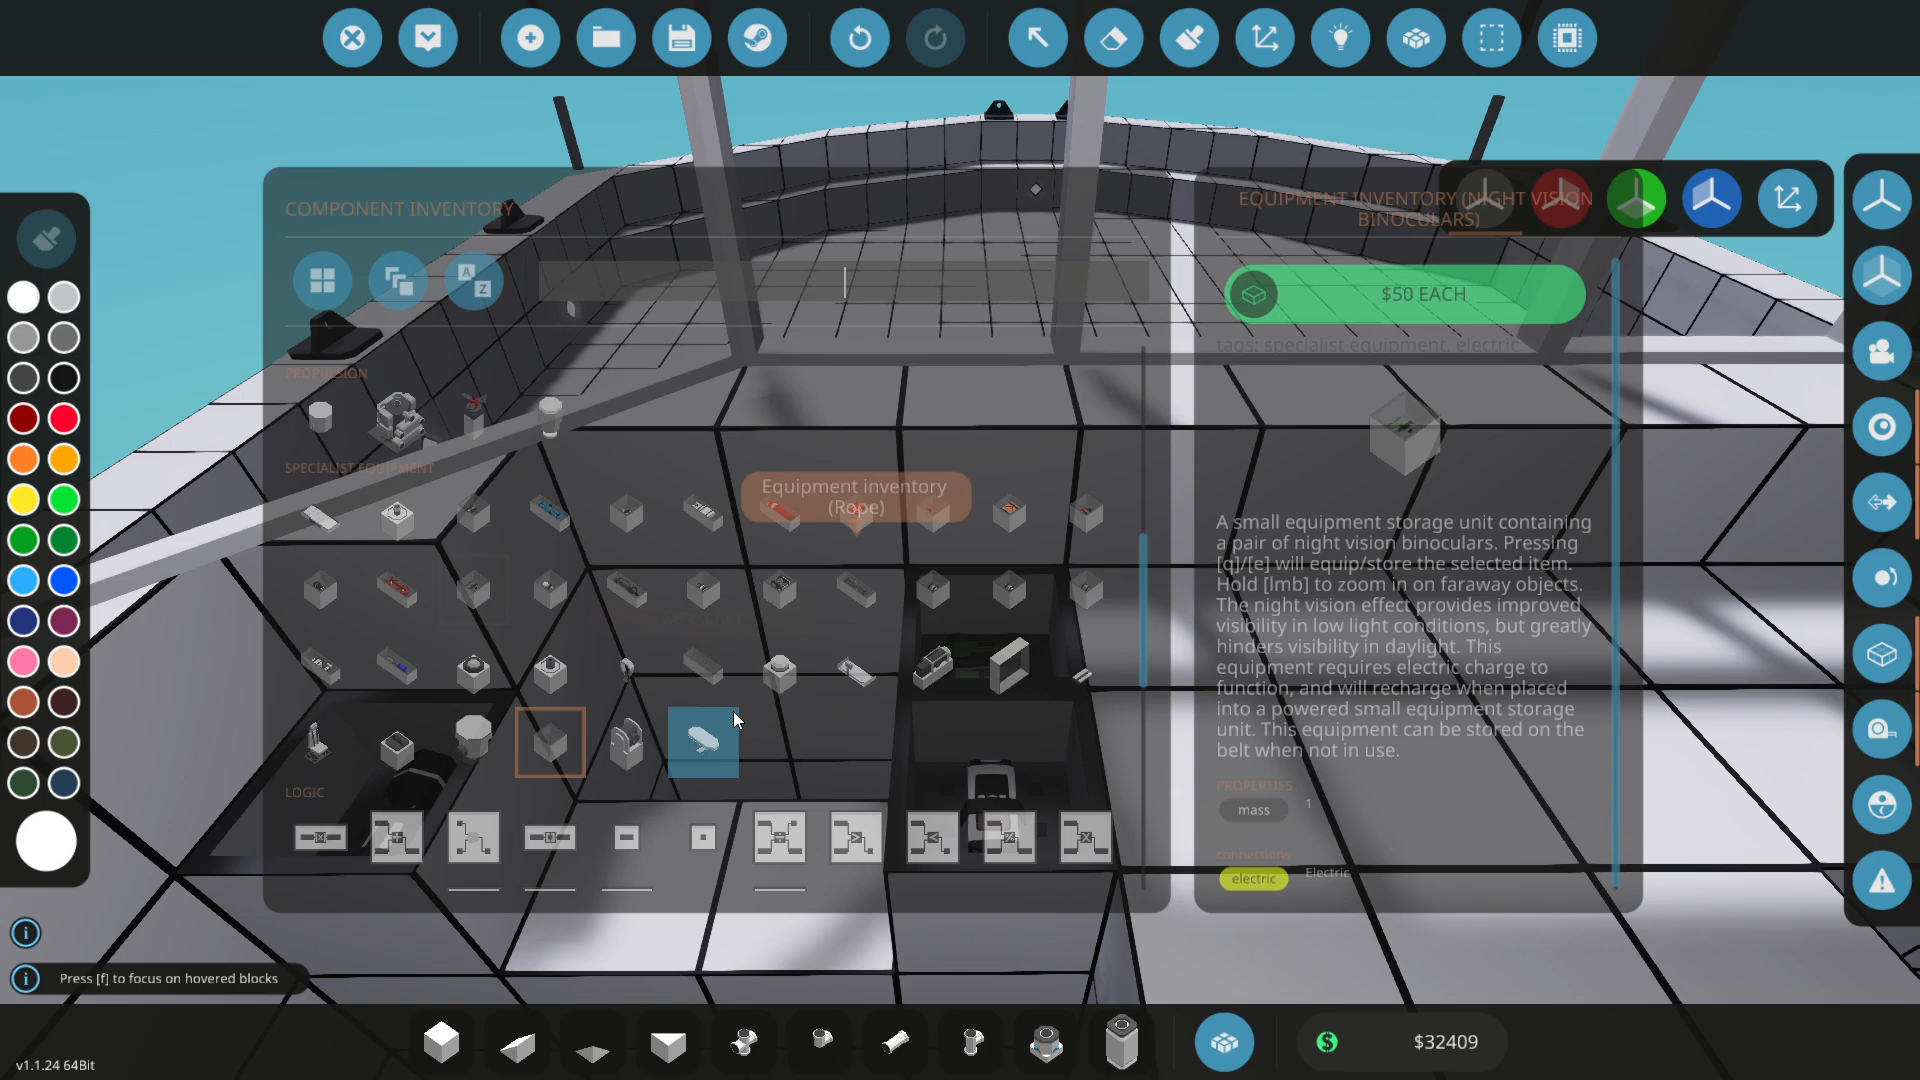 COMPONENT INVENTORY
A
Z
EQUIPMENT INVENTORY (NIGHT VISION
BINOCULARS)
$50 EACH
tags: specialist equipment, electric
PROPULSION
SPECIALIST EQUIPMENT
Equipment inventory
(Rope)
A small equipment storage unit containing
a pair of night vision binoculars. Pressing
[q]/[e] will equip/store the selected item.
Hold [lmb] to zoom in on faraway objects.
The night vision effect provides improved
visibility in low light conditions, but greatly
hinders visibility in daylight. This
equipment requires electric charge to
function, and will recharge when placed
into a powered small equipment storage
unit. This equipment can be stored on the
belt when not in use.
PROPERTIES
mass 1
connections
electric Electric
LOGIC
Press [f] to focus on hovered blocks
$32409
v1.1.24 64Bit